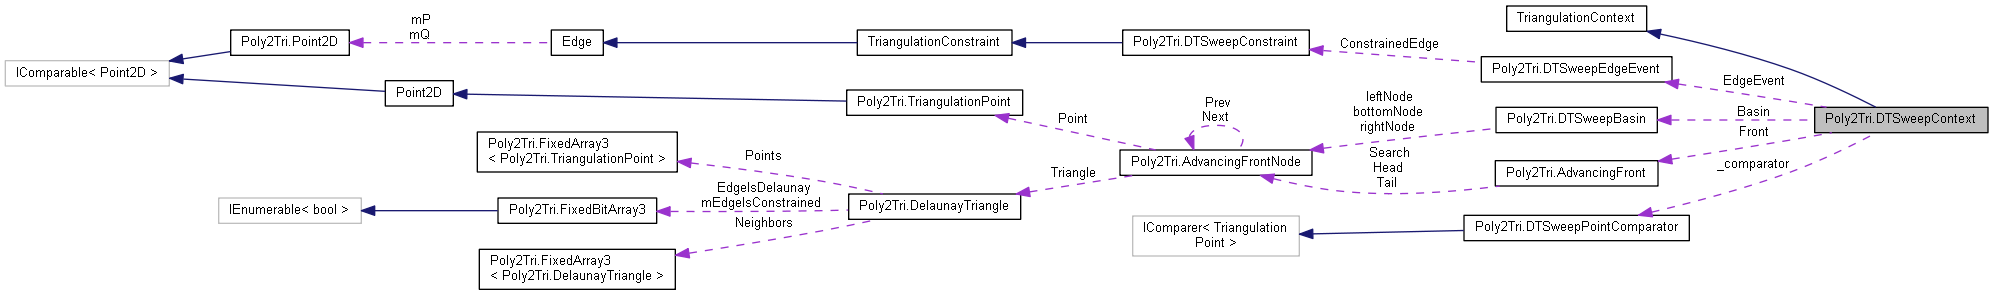 mP
mQ
Poly2Tri.Point2D
Edge
TriangulationConstraint
Poly2Tri.DTSweepConstraint
ConstrainedEdge
TriangulationContext
IComparable< Point2D >
Point2D
Poly2Tri.DTSweepEdgeEvent
EdgeEvent
Poly2Tri.TriangulationPoint
Point
Prev
Next
leftNode
bottomNode
rightNode
Poly2Tri.DTSweepBasin
Basin
Poly2Tri.DTSweepContext
Front
Poly2Tri.FixedArray3
< Poly2Tri.TriangulationPoint >
Points
Triangle
Poly2Tri.AdvancingFrontNode
Search
Head
Tail
Poly2Tri.AdvancingFront
_comparator
EdgeIsDelaunay
mEdgeIsConstrained
Poly2Tri.DelaunayTriangle
IEnumerable< bool >
Poly2Tri.FixedBitArray3
Neighbors
IComparer< Triangulation
Point >
Poly2Tri.DTSweepPointComparator
Poly2Tri.FixedArray3
< Poly2Tri.DelaunayTriangle >